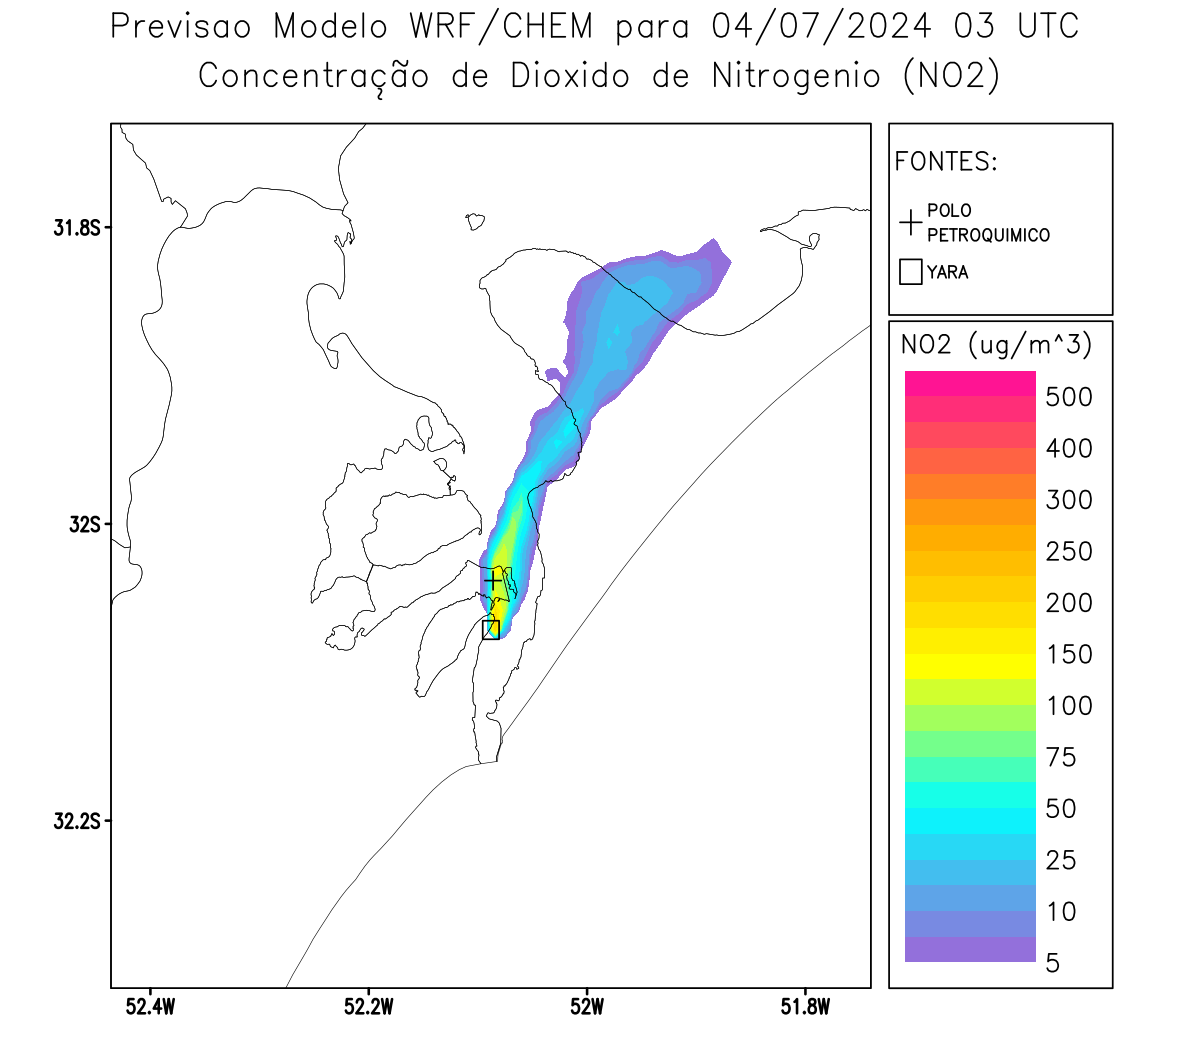 Previsao Modelo WRF/CHEM para 04/07/2024 03 UTC
Concentração de Dioxido de Nitrogenio (NO2)
FONTES:
POLO
PETROQUIMICO
YARA
31.8S
32S
32.2S
52.4W
52.2W
52W
51.8W
NO2 (ug/m^3)
500
400
300
250
200
150
100
75
50
25
10
5